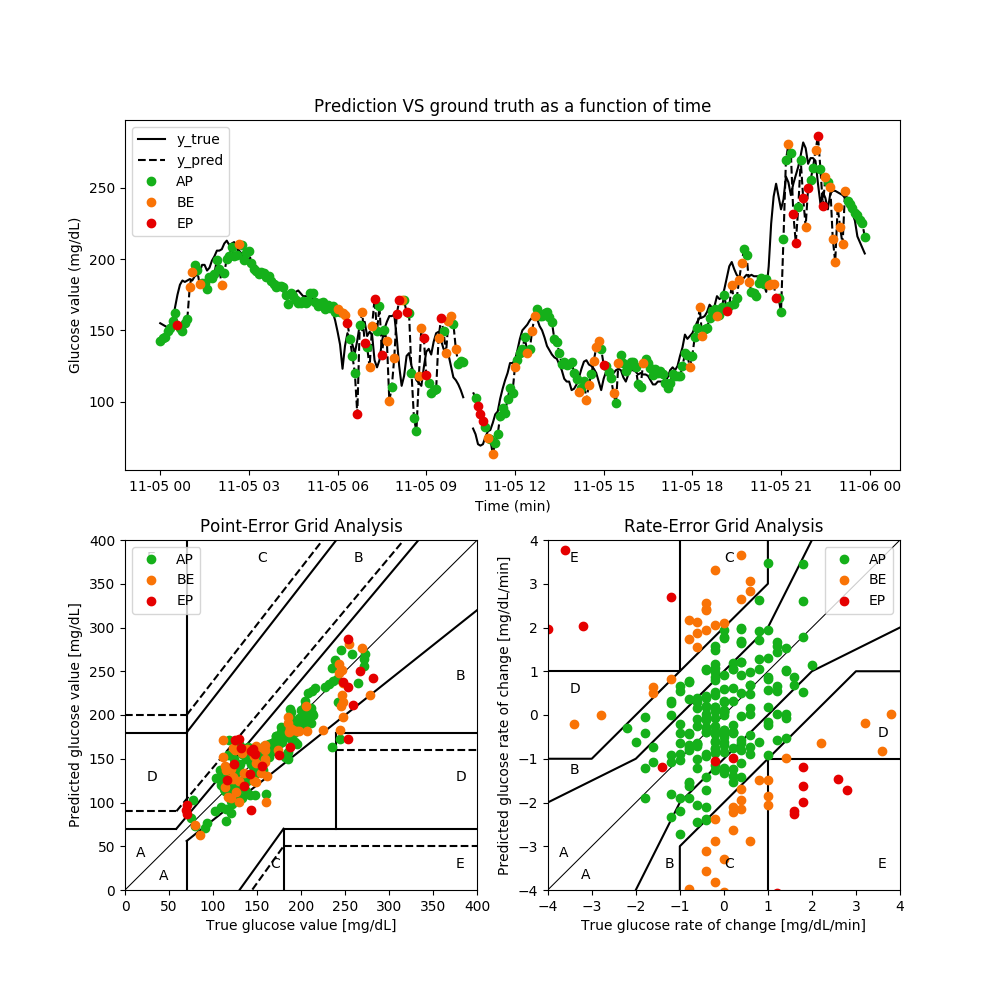 Prediction VS ground truth as a function of time
Glucose value (mg/dL)
250
200
150
100
y_true
y_pred
AP
BE
EP
11-05 00 11-05 03 11-05 06 11-05 09 11-05 12 11-05 15 11-05 18 11-05 21 11-06 00
Time (min)
Point-Error Grid Analysis
Predicted glucose value [mg/dL]
400
350
300
250
200
150
100
50
0
AP
BE
EP
C
B
B
D
D
A
A
C
E
0 50 100 150 200 250 300 350 400
True glucose value [mg/dL]
Rate-Error Grid Analysis
Predicted glucose rate of change [mg/dL/min]
4
3
2
1
0
−1
−2
−3
−4
E
C
AP
BE
EP
D
D
B
A
A
B
C
E
−4 −3 −2 −1 0 1 2 3 4
True glucose rate of change [mg/dL/min]